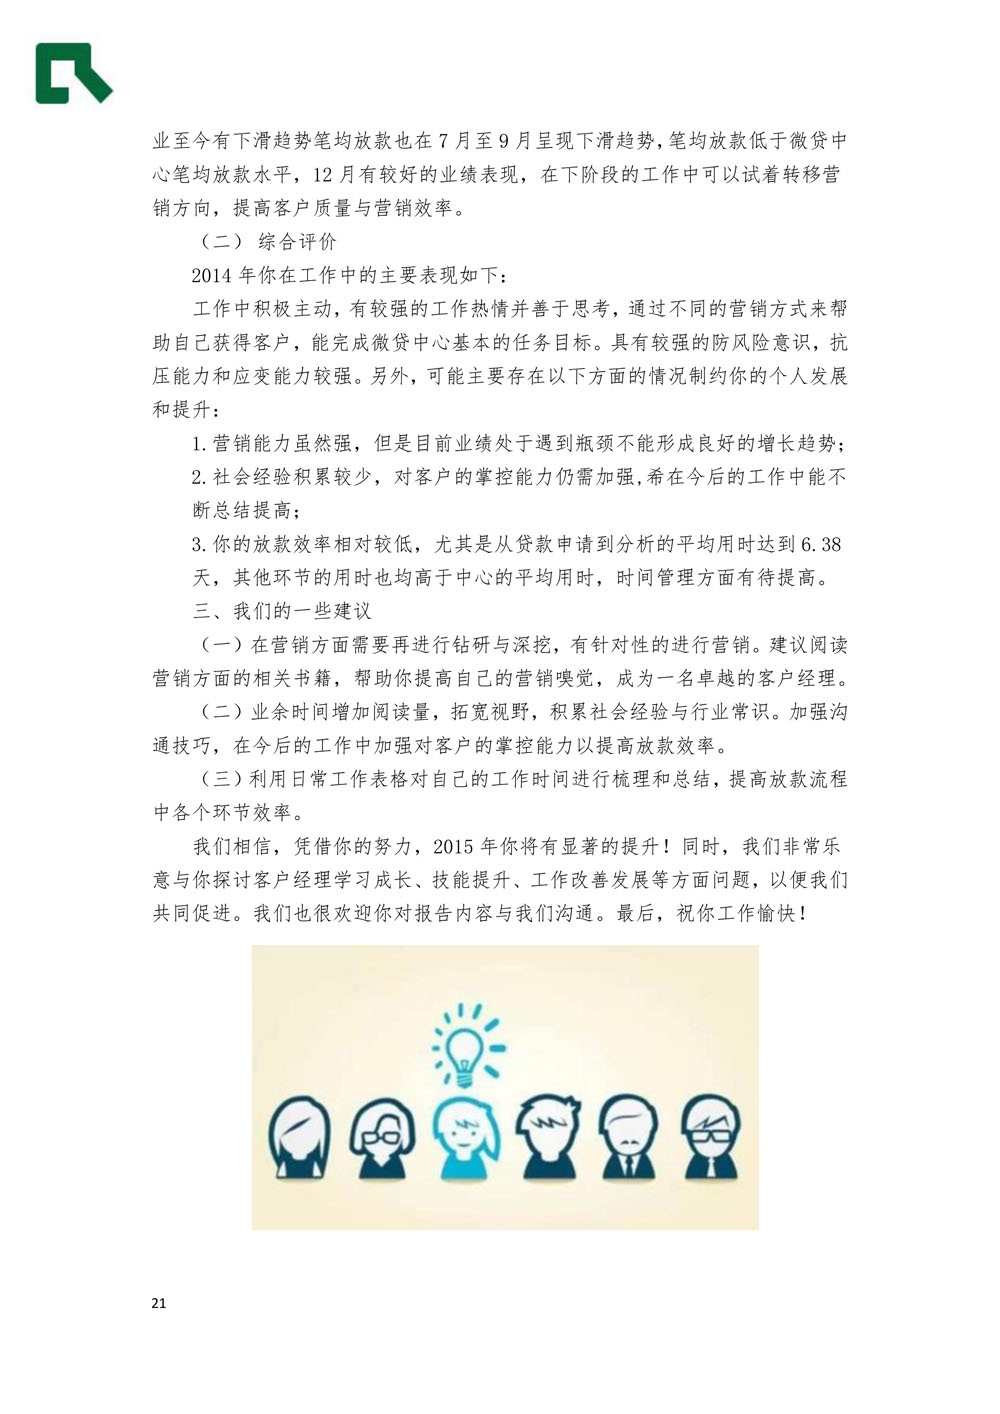 业至今有下滑趋势笔均放款也在 7 月至 9 月呈现下滑趋势,笔均放款低于微贷中
心笔均放款水平，12 月有较好的业绩表现，在下阶段的工作中可以试着转移营
销方向，提高客户质量与营销效率。
（二） 综合评价
2014 年你在工作中的主要表现如下：
工作中积极主动，有较强的工作热情并善于思考，通过不同的营销方式来帮
助自己获得客户，能完成微贷中心基本的任务目标。具有较强的防风险意识，抗
压能力和应变能力较强。另外，可能主要存在以下方面的情况制约你的个人发展
和提升：
1.营销能力虽然强，但是目前业绩处于遇到瓶颈不能形成良好的增长趋势；
2.社会经验积累较少，对客户的掌控能力仍需加强,希在今后的工作中能不
断总结提高；
3.你的放款效率相对较低，尤其是从贷款申请到分析的平均用时达到 6.38
天，其他环节的用时也均高于中心的平均用时，时间管理方面有待提高。
三、我们的一些建议
（一）在营销方面需要再进行钻研与深挖，有针对性的进行营销。建议阅读
营销方面的相关书籍，帮助你提高自己的营销嗅觉，成为一名卓越的客户经理。
（二）业余时间增加阅读量，拓宽视野，积累社会经验与行业常识。加强沟
通技巧，在今后的工作中加强对客户的掌控能力以提高放款效率。
（三）利用日常工作表格对自己的工作时间进行梳理和总结，提高放款流程
中各个环节效率。
我们相信，凭借你的努力，2015 年你将有显著的提升！同时，我们非常乐
意与你探讨客户经理学习成长、技能提升、工作改善发展等方面问题，以便我们
共同促进。我们也很欢迎你对报告内容与我们沟通。最后，祝你工作愉快！
21